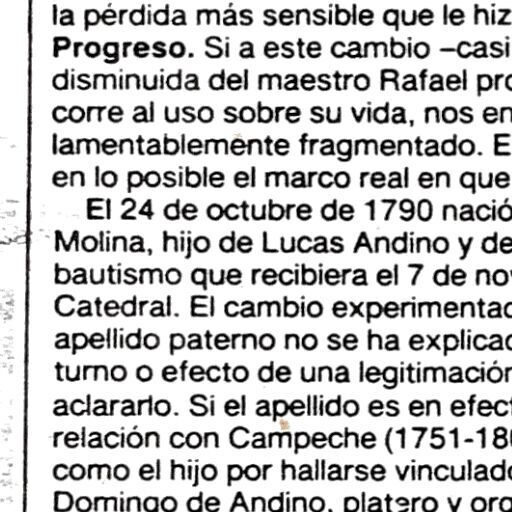 la pérdida más sensible que le hiz
Progreso. Si a este cambio –casi
disminuida del maestro Rafael pro
corre al uso sobre su vida, nos en
lamentablemente fragmentado. E
en lo posible el marco real en que
El 24 de octubre de 1790 nació
Molina, hijo de Lucas Andino y de
bautismo que recibiera el 7 de no
Catedral. El cambio experimentad
apellido paterno no se ha explicad
turno o efecto de una legitimación
aclararlo. Si el apellido es en efec
relación con Campeche (1751-180
como el hijo por hallarse vinculado
Domingo de Andino, platero y org